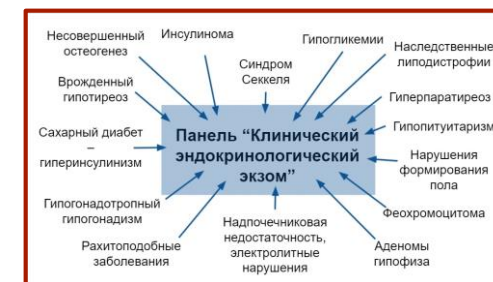 Несовершенный
остеогенез
Инсулинома
Гипогликемии
Наследственные
липодистрофии
Синдром
Секкеля
Врожденный
гипотиреоз
Гиперпаратиреоз
Гипопитуитаризм
Сахарный диабет
–
гиперинсулинизм
Панель “Клинический
эндокринологический
экзом”
Нарушения
формирования
пола
Гипогонадотропный
гипогонадизм
Феохромоцитома
Рахитоподобные
заболевания
Надпочечниковая
недостаточность,
электролитные
нарушения
Аденомы
гипофиза